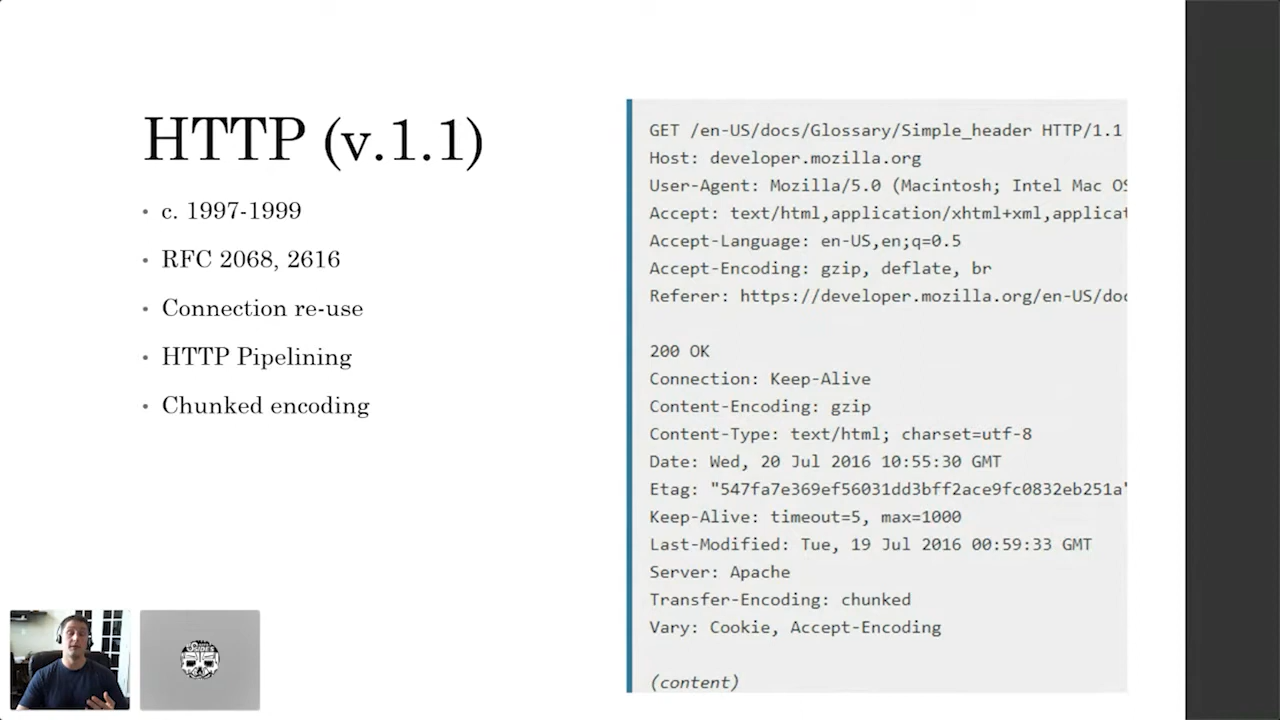 HTTP (v.1.1)
• c. 1997-1999
• RFC 2068, 2616
• Connection re-use
• HTTP Pipelining
• Chunked encoding
GET /en-US/docs/Glossary/Simple_header HTTP/1.1
Host: developer.mozilla.org
User-Agent: Mozilla/5.0 (Macintosh; Intel Mac OS
Accept: text/html,application/xhtml+xml,applicat
Accept-Language: en-US,en;q=0.5
Accept-Encoding: gzip, deflate, br
Referer: https://developer.mozilla.org/en-US/doc
200 OK
Connection: Keep-Alive
Content-Encoding: gzip
Content-Type: text/html; charset=utf-8
Date: Wed, 20 Jul 2016 10:55:30 GMT
Etag: "547fa7e369ef56031dd3bff2ace9fc0832eb251a"
Keep-Alive: timeout=5, max=1000
Last-Modified: Tue, 19 Jul 2016 00:59:33 GMT
Server: Apache
Transfer-Encoding: chunked
Vary: Cookie, Accept-Encoding
(content)